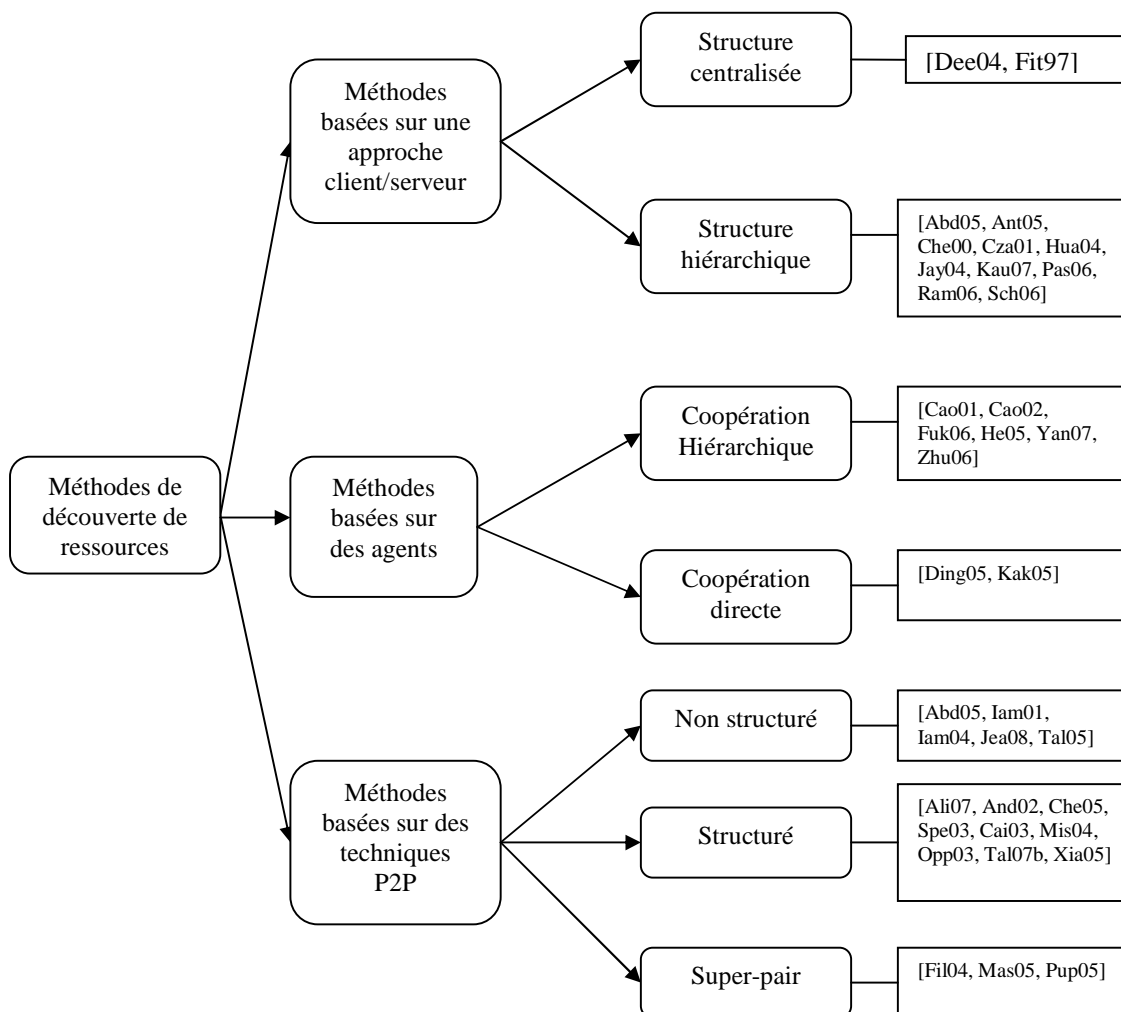 Méthodes de
découverte de
ressources
Méthodes
basées sur une
approche
client/serveur
Structure
centralisée
[Dee04, Fit97]
Structure
hiérarchique
[Abd05, Ant05,
Che00, Cza01, Hua04,
Jay04, Kau07, Pas06,
Ram06, Sch06]
Méthodes
basées sur
des agents
Coopération
Hiérarchique
[Cao01, Cao02,
Fuk06, He05, Yan07,
Zhu06]
Coopération
directe
[Ding05, Kak05]
Méthodes
basées sur des
techniques
P2P
Non structuré
[Abd05, Iam01,
Iam04, Jea08, Tal05]
Structuré
[Ali07, And02, Che05,
Spe03, Cai03, Mis04,
Opp03, Tal07b, Xia05]
Super-pair
[Fil04, Mas05, Pup05]